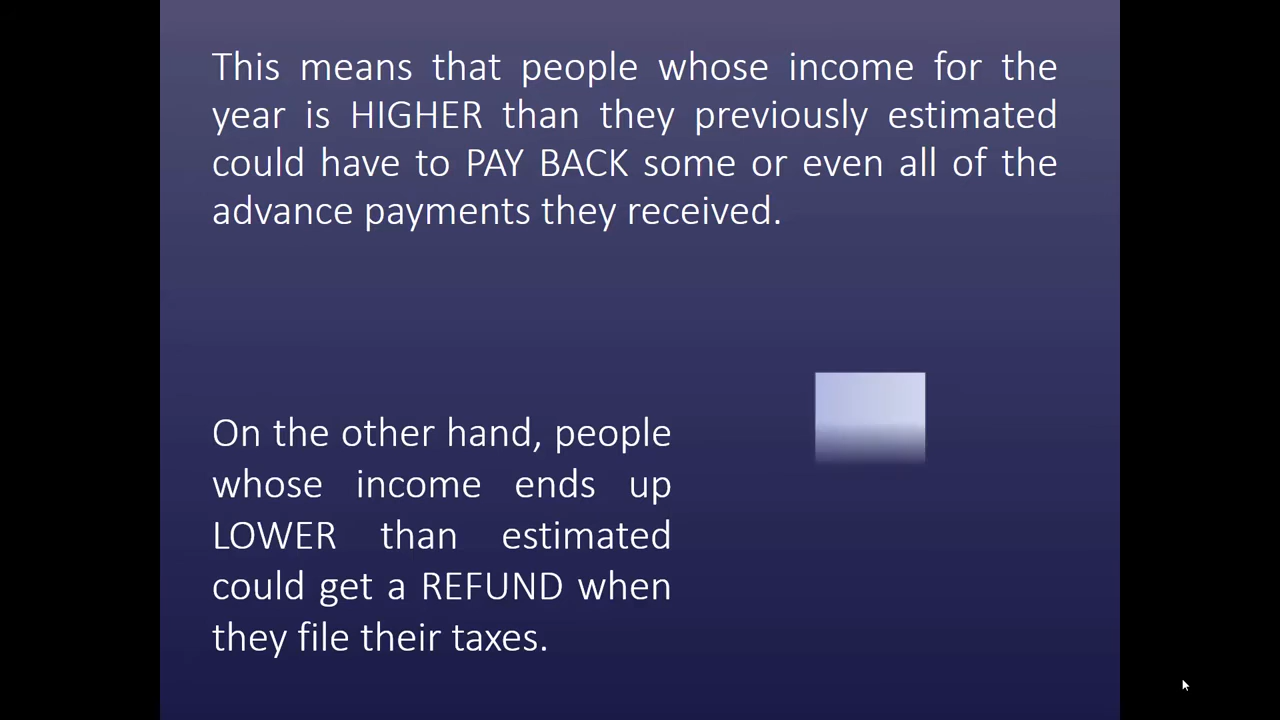 This means that people whose income for the
year is HIGHER than they previously estimated
could have to PAY BACK some or even all of the
advance payments they received.
On the other hand, people
whose income ends up
LOWER than estimated
could get a REFUND when
they file their taxes.